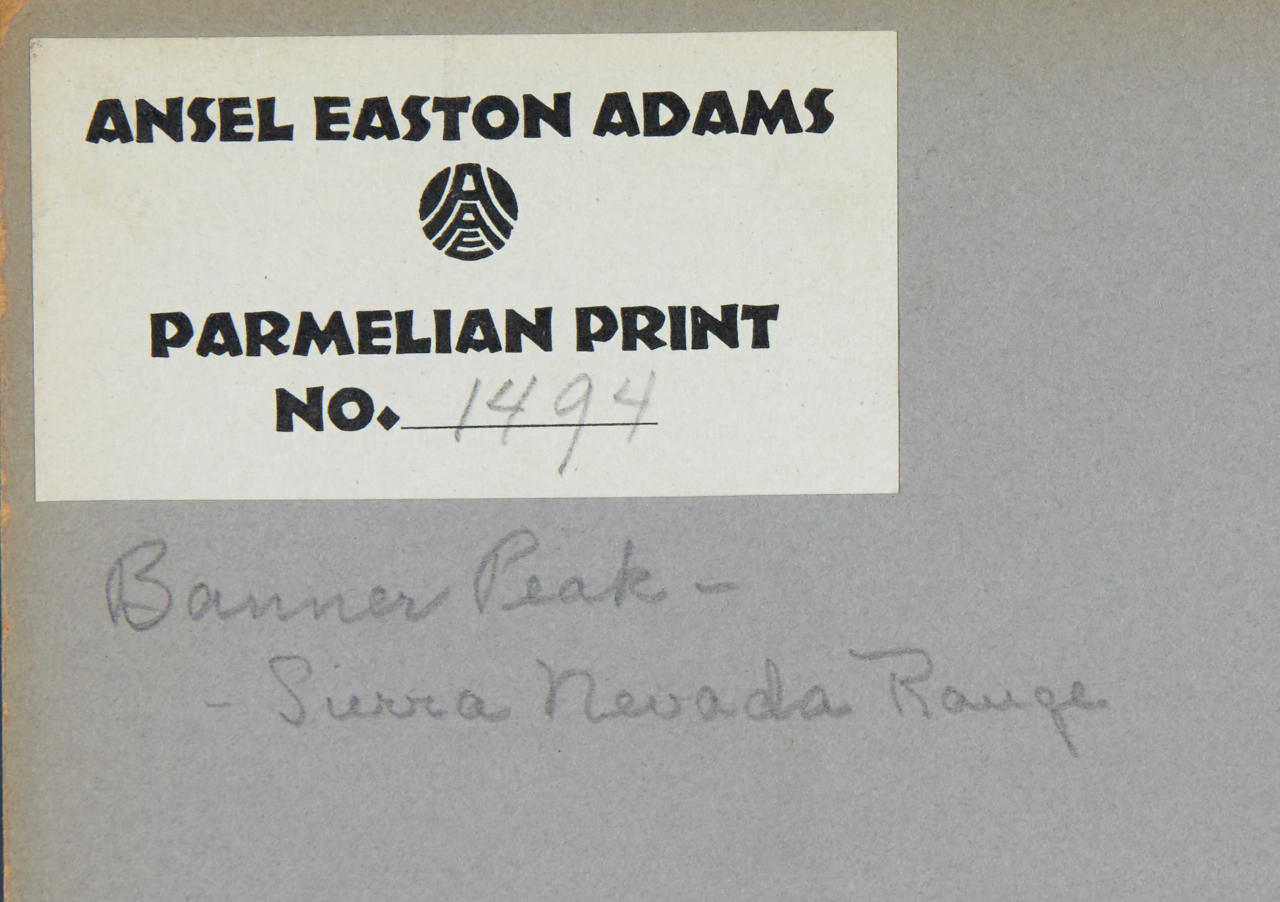 ANSEL EASTON ADAMS
A
A
E
PARMELIAN PRINT
NO. 1494
Banner Peak –
– Sierra Nevada Range